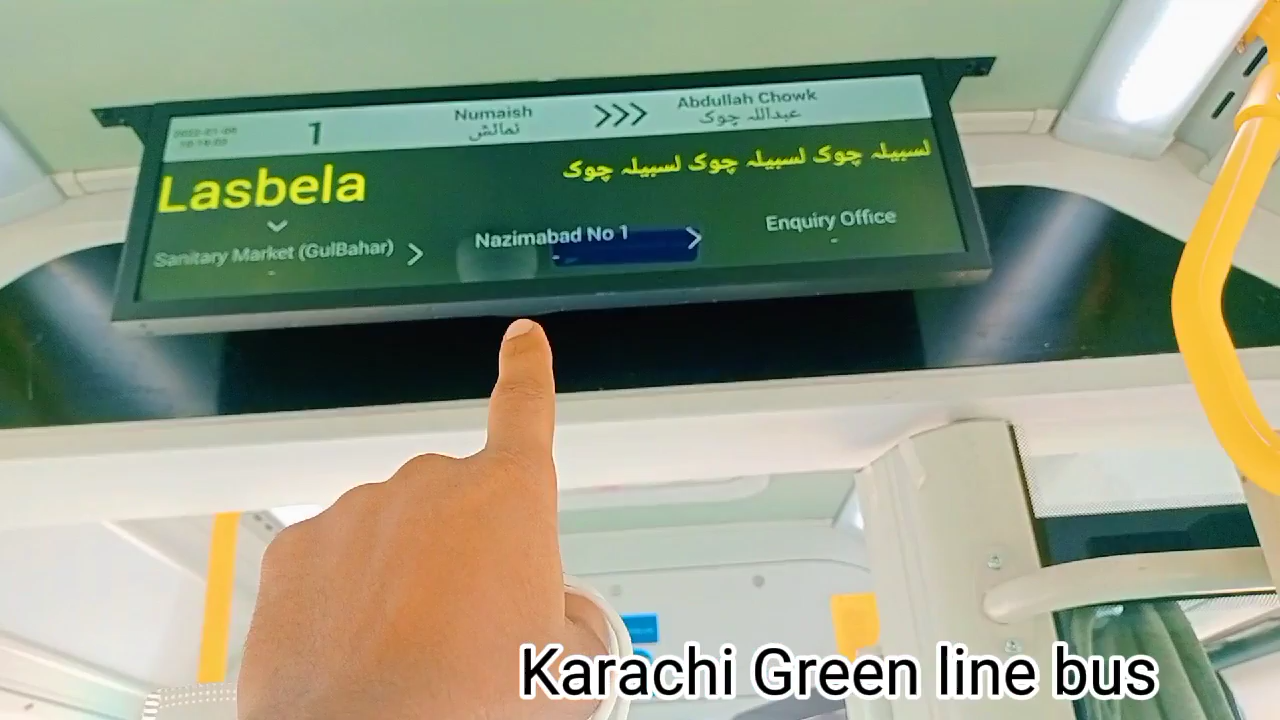 1
Numaish
نمائش
Abdullah Chowk
عبداللہ چوک
Lasbela
لسبیلہ چوک لسبیلہ چوک لسبیلہ چوک
Sanitary Market (GulBahar)
Nazimabad No 1
Enquiry Office
Karachi Green line bus